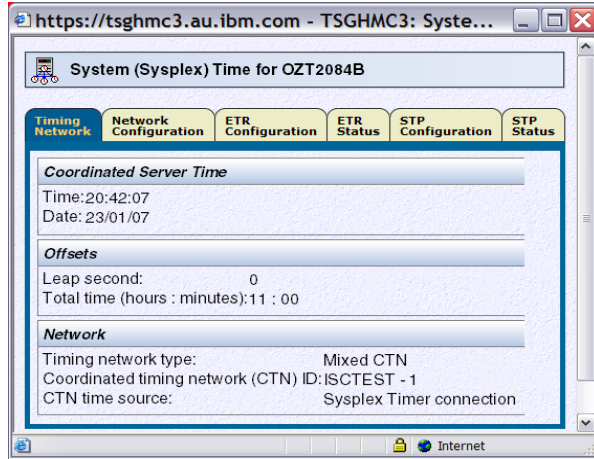 https://tsghmc3.au.ibm.com - TSGHMC3: Syste...
System (Sysplex) Time for OZT2084B
Timing Network
Network Configuration
ETR Configuration
ETR Status
STP Configuration
STP Status
Coordinated Server Time
Time:20:42:07
Date: 23/01/07
Offsets
Leap second: 0
Total time (hours : minutes):11 : 00
Network
Timing network type: Mixed CTN
Coordinated timing network (CTN) ID:ISCTEST - 1
CTN time source: Sysplex Timer connection
Internet